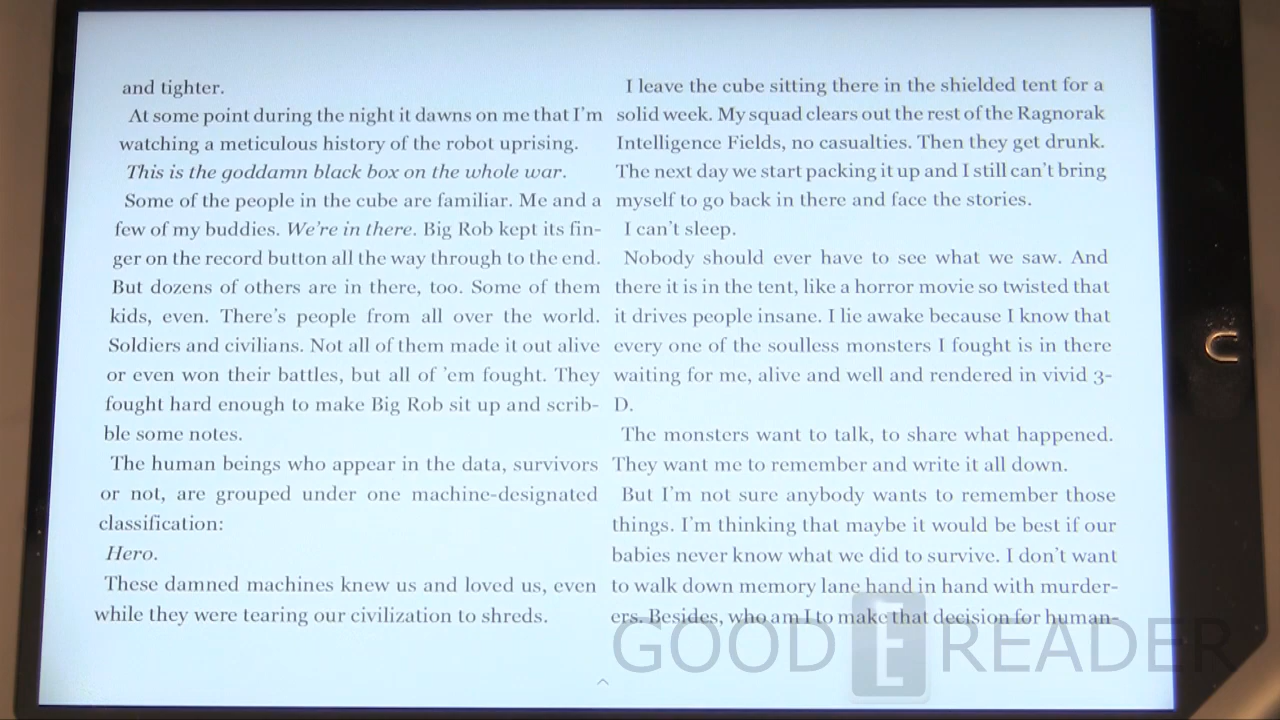 and tighter.
At some point during the night it dawns on me that I'm
watching a meticulous history of the robot uprising.
This is the goddamn black box on the whole war.
Some of the people in the cube are familiar. Me and a
few of my buddies. We're in there. Big Rob kept its fin-
ger on the record button all the way through to the end.
But dozens of others are in there, too. Some of them
kids, even. There's people from all over the world.
Soldiers and civilians. Not all of them made it out alive
or even won their battles, but all of 'em fought. They
fought hard enough to make Big Rob sit up and scrib-
ble some notes.
The human beings who appear in the data, survivors
or not, are grouped under one machine-designated
classification:
Hero.
These damned machines knew us and loved us, even
while they were tearing our civilization to shreds.
I leave the cube sitting there in the shielded tent for a
solid week. My squad clears out the rest of the Ragnorak
Intelligence Fields, no casualties. Then they get drunk.
The next day we start packing it up and I still can't bring
myself to go back in there and face the stories.
I can't sleep.
Nobody should ever have to see what we saw. And
there it is in the tent, like a horror movie so twisted that
it drives people insane. I lie awake because I know that
every one of the soulless monsters I fought is in there
waiting for me, alive and well and rendered in vivid 3-
D.
The monsters want to talk, to share what happened.
They want me to remember and write it all down.
But I'm not sure anybody wants to remember those
things. I'm thinking that maybe it would be best if our
babies never know what we did to survive. I don't want
to walk down memory lane hand in hand with murder-
ers. Besides, who am I to make that decision for human-
GOOD E READER